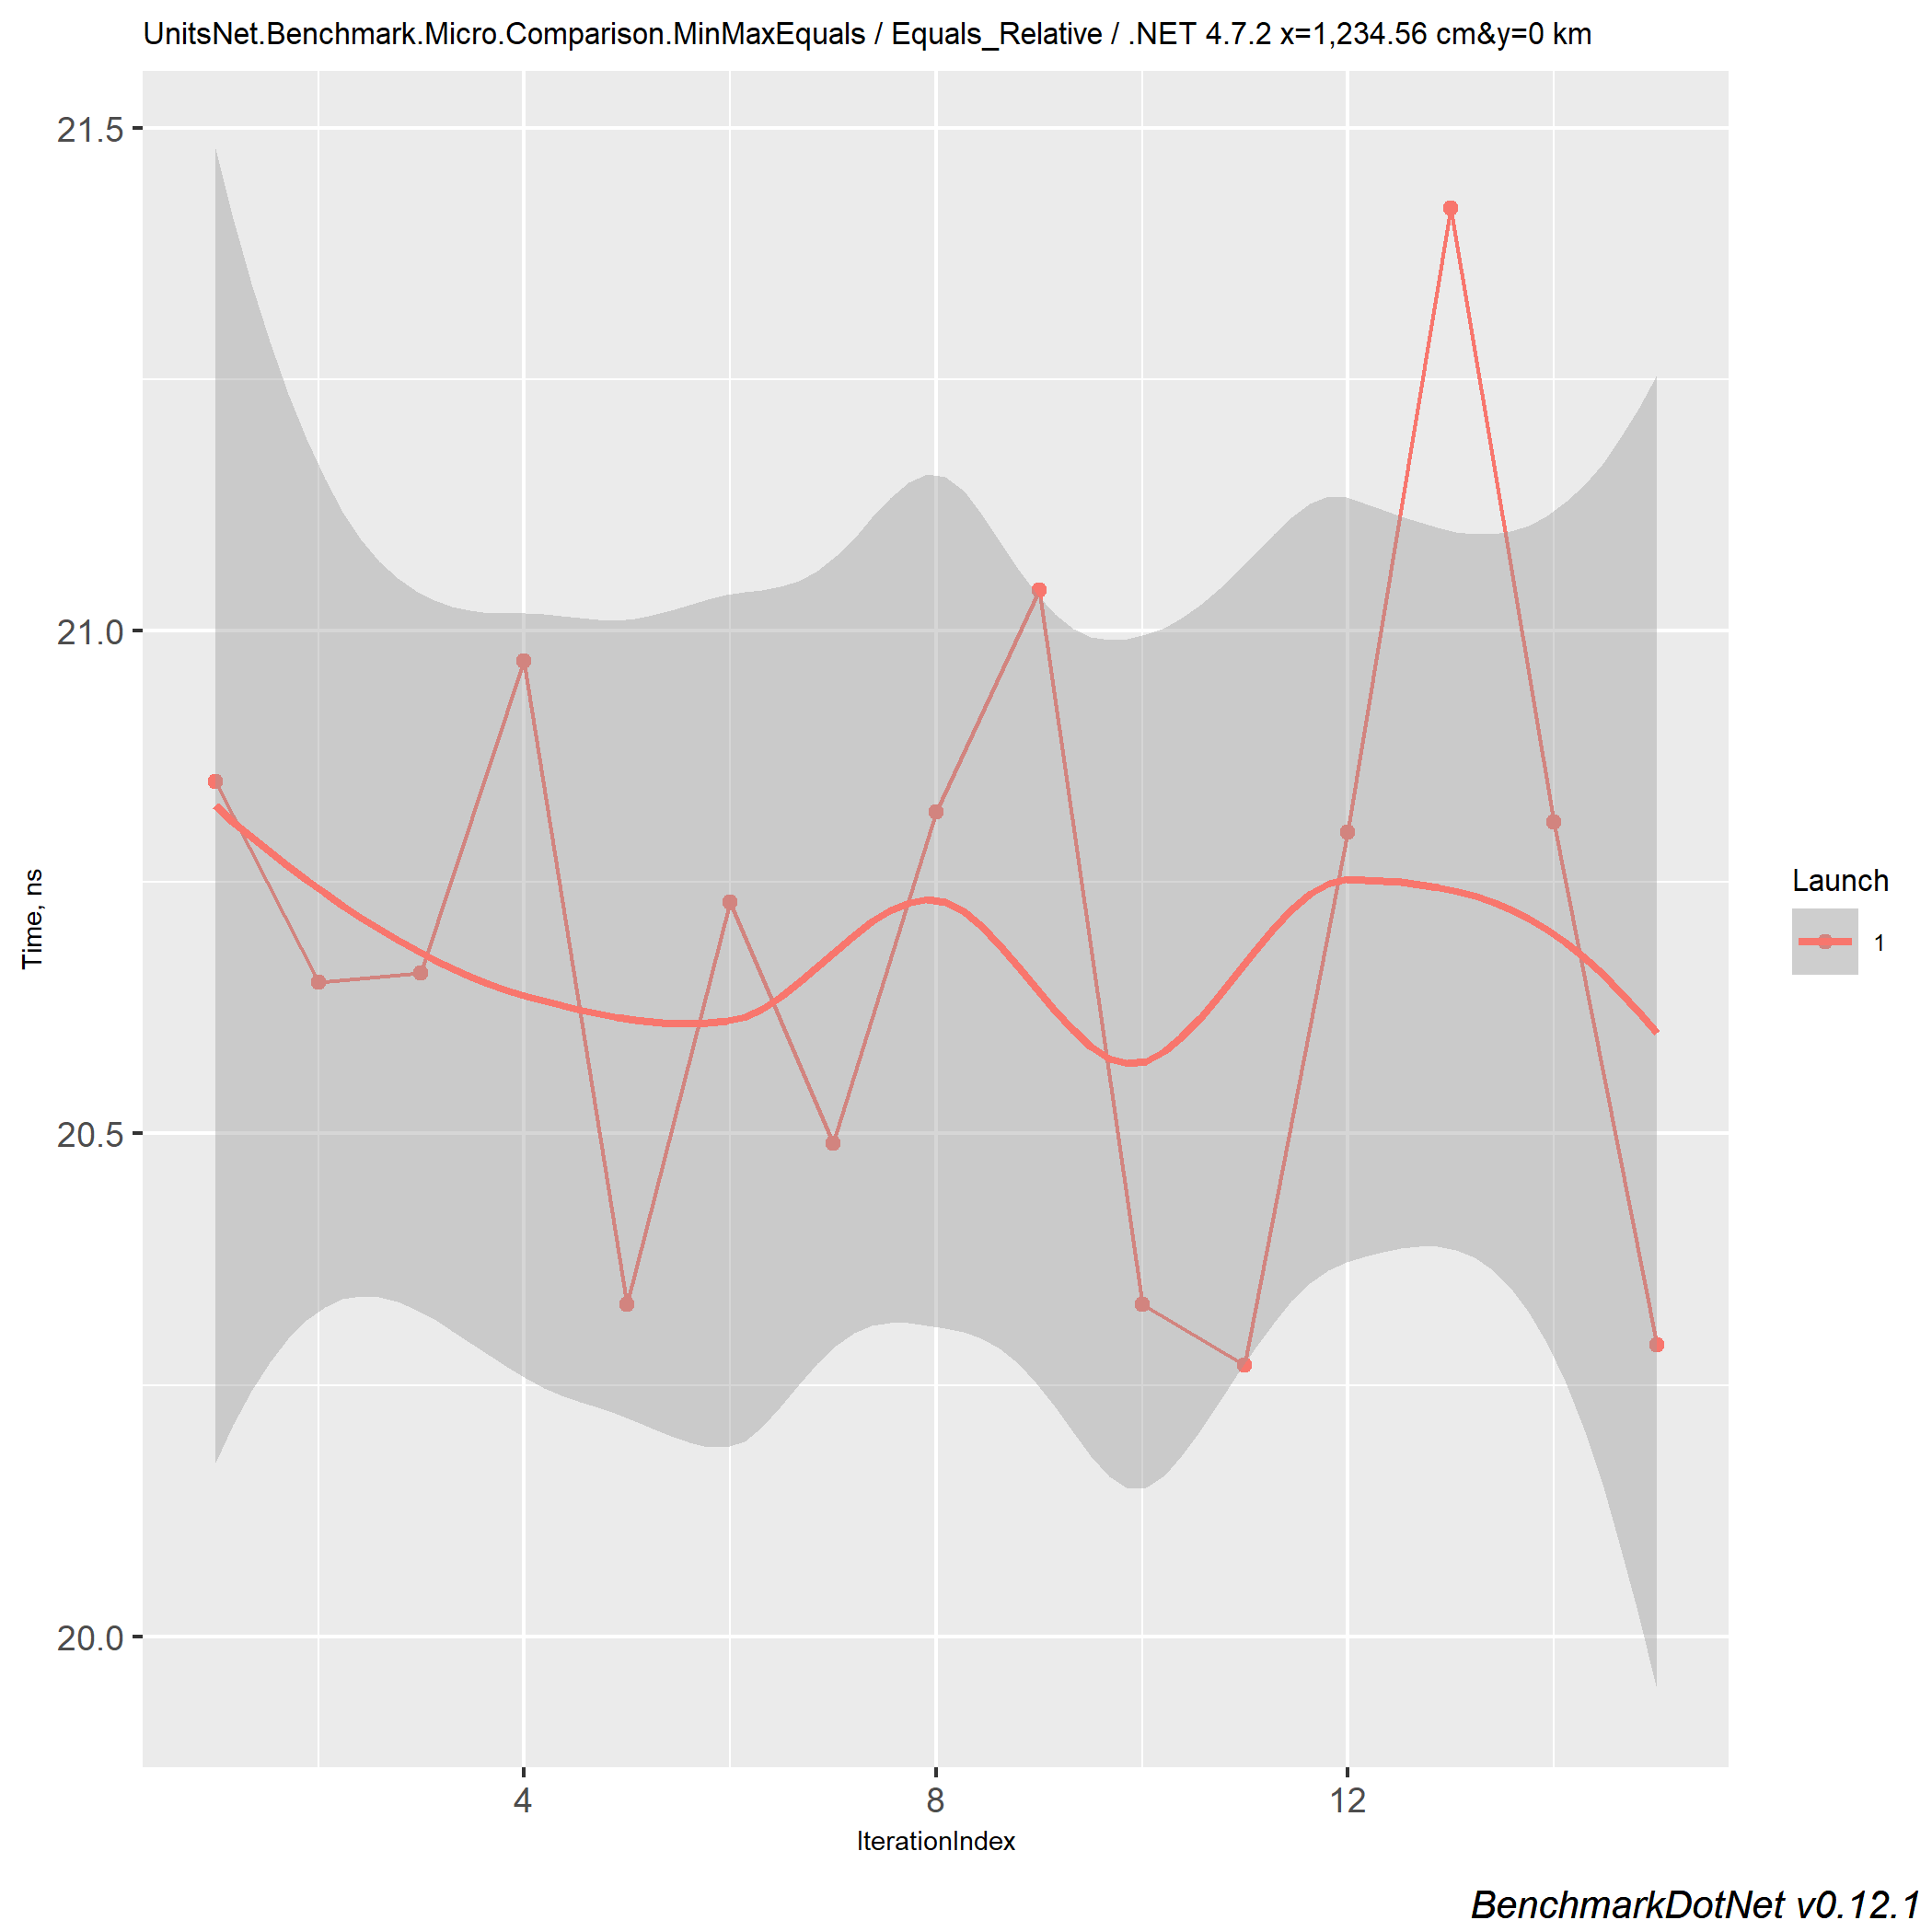 UnitsNet.Benchmark.Micro.Comparison.MinMaxEquals / Equals_Relative / .NET 4.7.2 x=1,234.56 cm&y=0 km
21.5
21.0
20.5
20.0
Time, ns
4 8 12
IterationIndex
Launch
1
BenchmarkDotNet v0.12.1